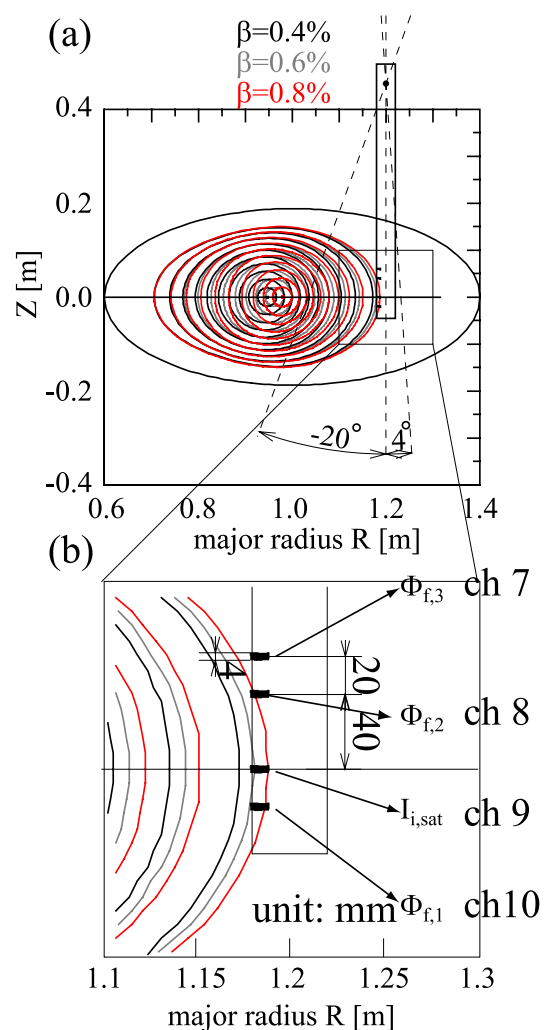 (a)
β=0.4%
β=0.6%
β=0.8%
0.4
0.2
0.0
-0.2
-0.4
Z [m]
-20°
4°
0.6 0.8 1.0 1.2 1.4
major radius R [m]
(b)
Φf,3 ch 7
4
20
Φf,2 ch 8
40
Ii,sat ch 9
unit: mm Φf,1 ch10
1.1 1.15 1.2 1.25 1.3
major radius R [m]